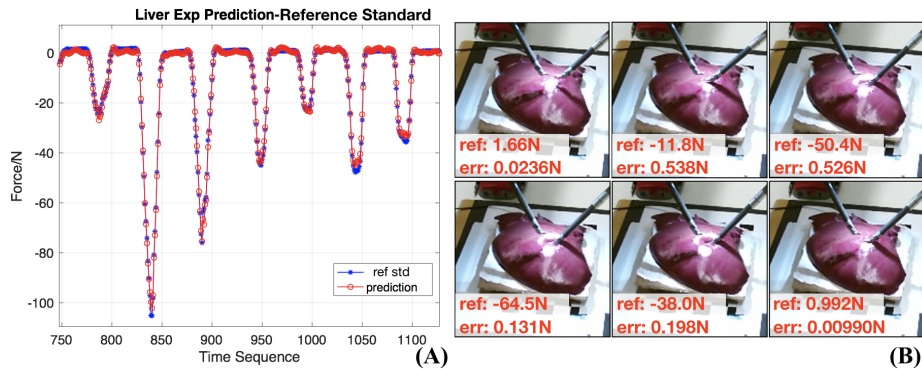 Liver Exp Prediction-Reference Standard
0
-20
-40
-60
-80
-100
Force/N
ref std
prediction
750
800
850
900
950
1000
1050
1100
Time Sequence
(A)
ref: 1.66N
err: 0.0236N
ref: -11.8N
err: 0.538N
ref: -50.4N
err: 0.526N
ref: -64.5N
err: 0.131N
ref: -38.0N
err: 0.198N
ref: 0.992N
err: 0.00990N
(B)